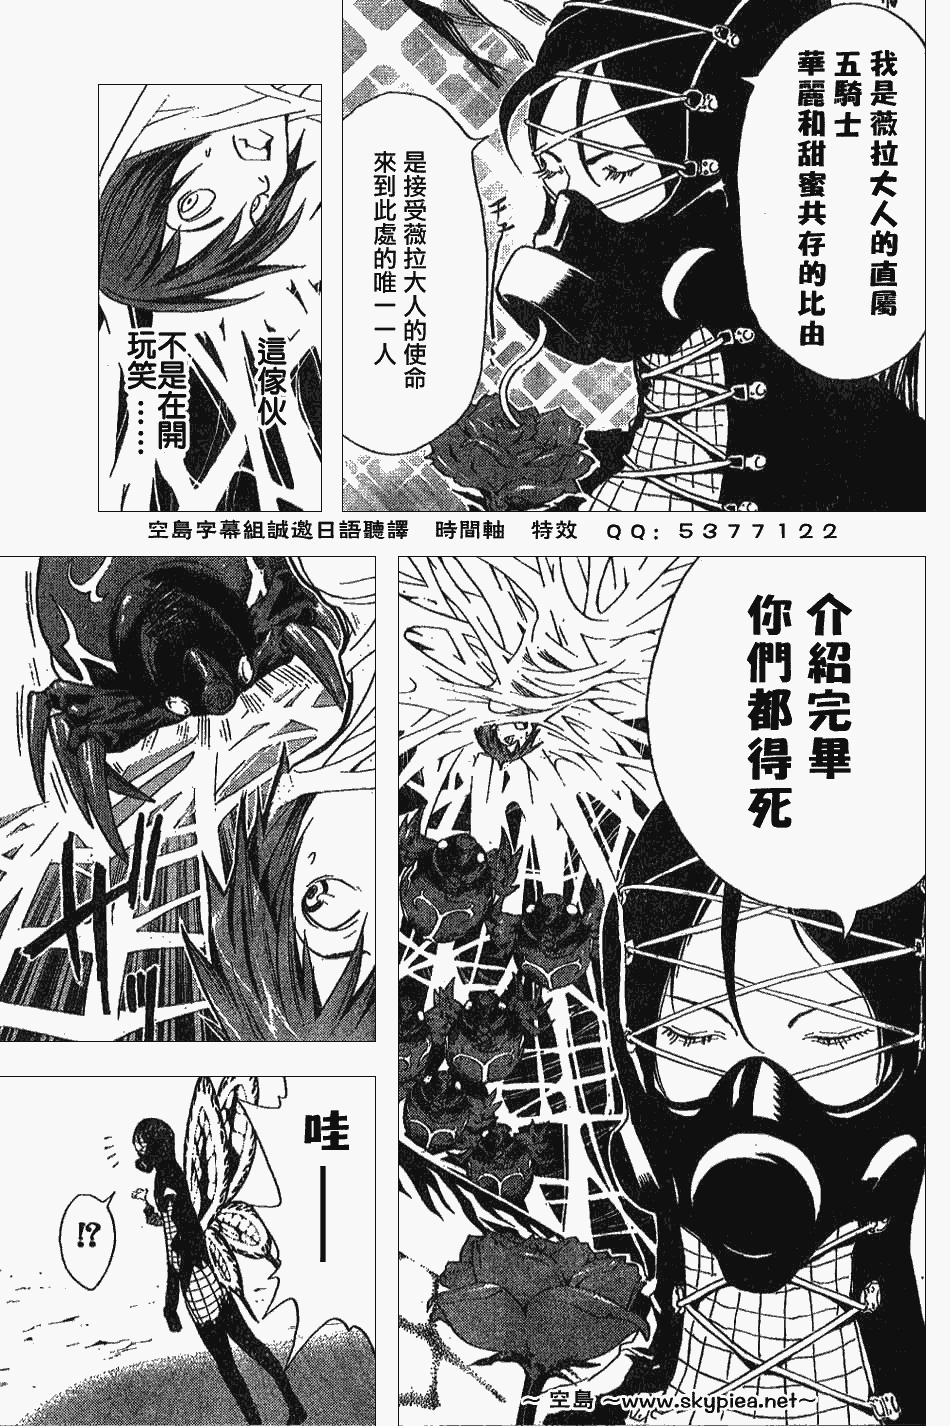 我是薇拉大人的直屬
五騎士
華麗和甜蜜共存的比由
是接受薇拉大人的使命
來到此處的唯一一人
這傢伙
不是在開
玩笑……
空島字幕組誠邀日語聽譯　時間軸　特效　QQ：5377122
介紹完畢
你們都得死
ガガッ
哇——
!?
～空島～www.skypiea.net～